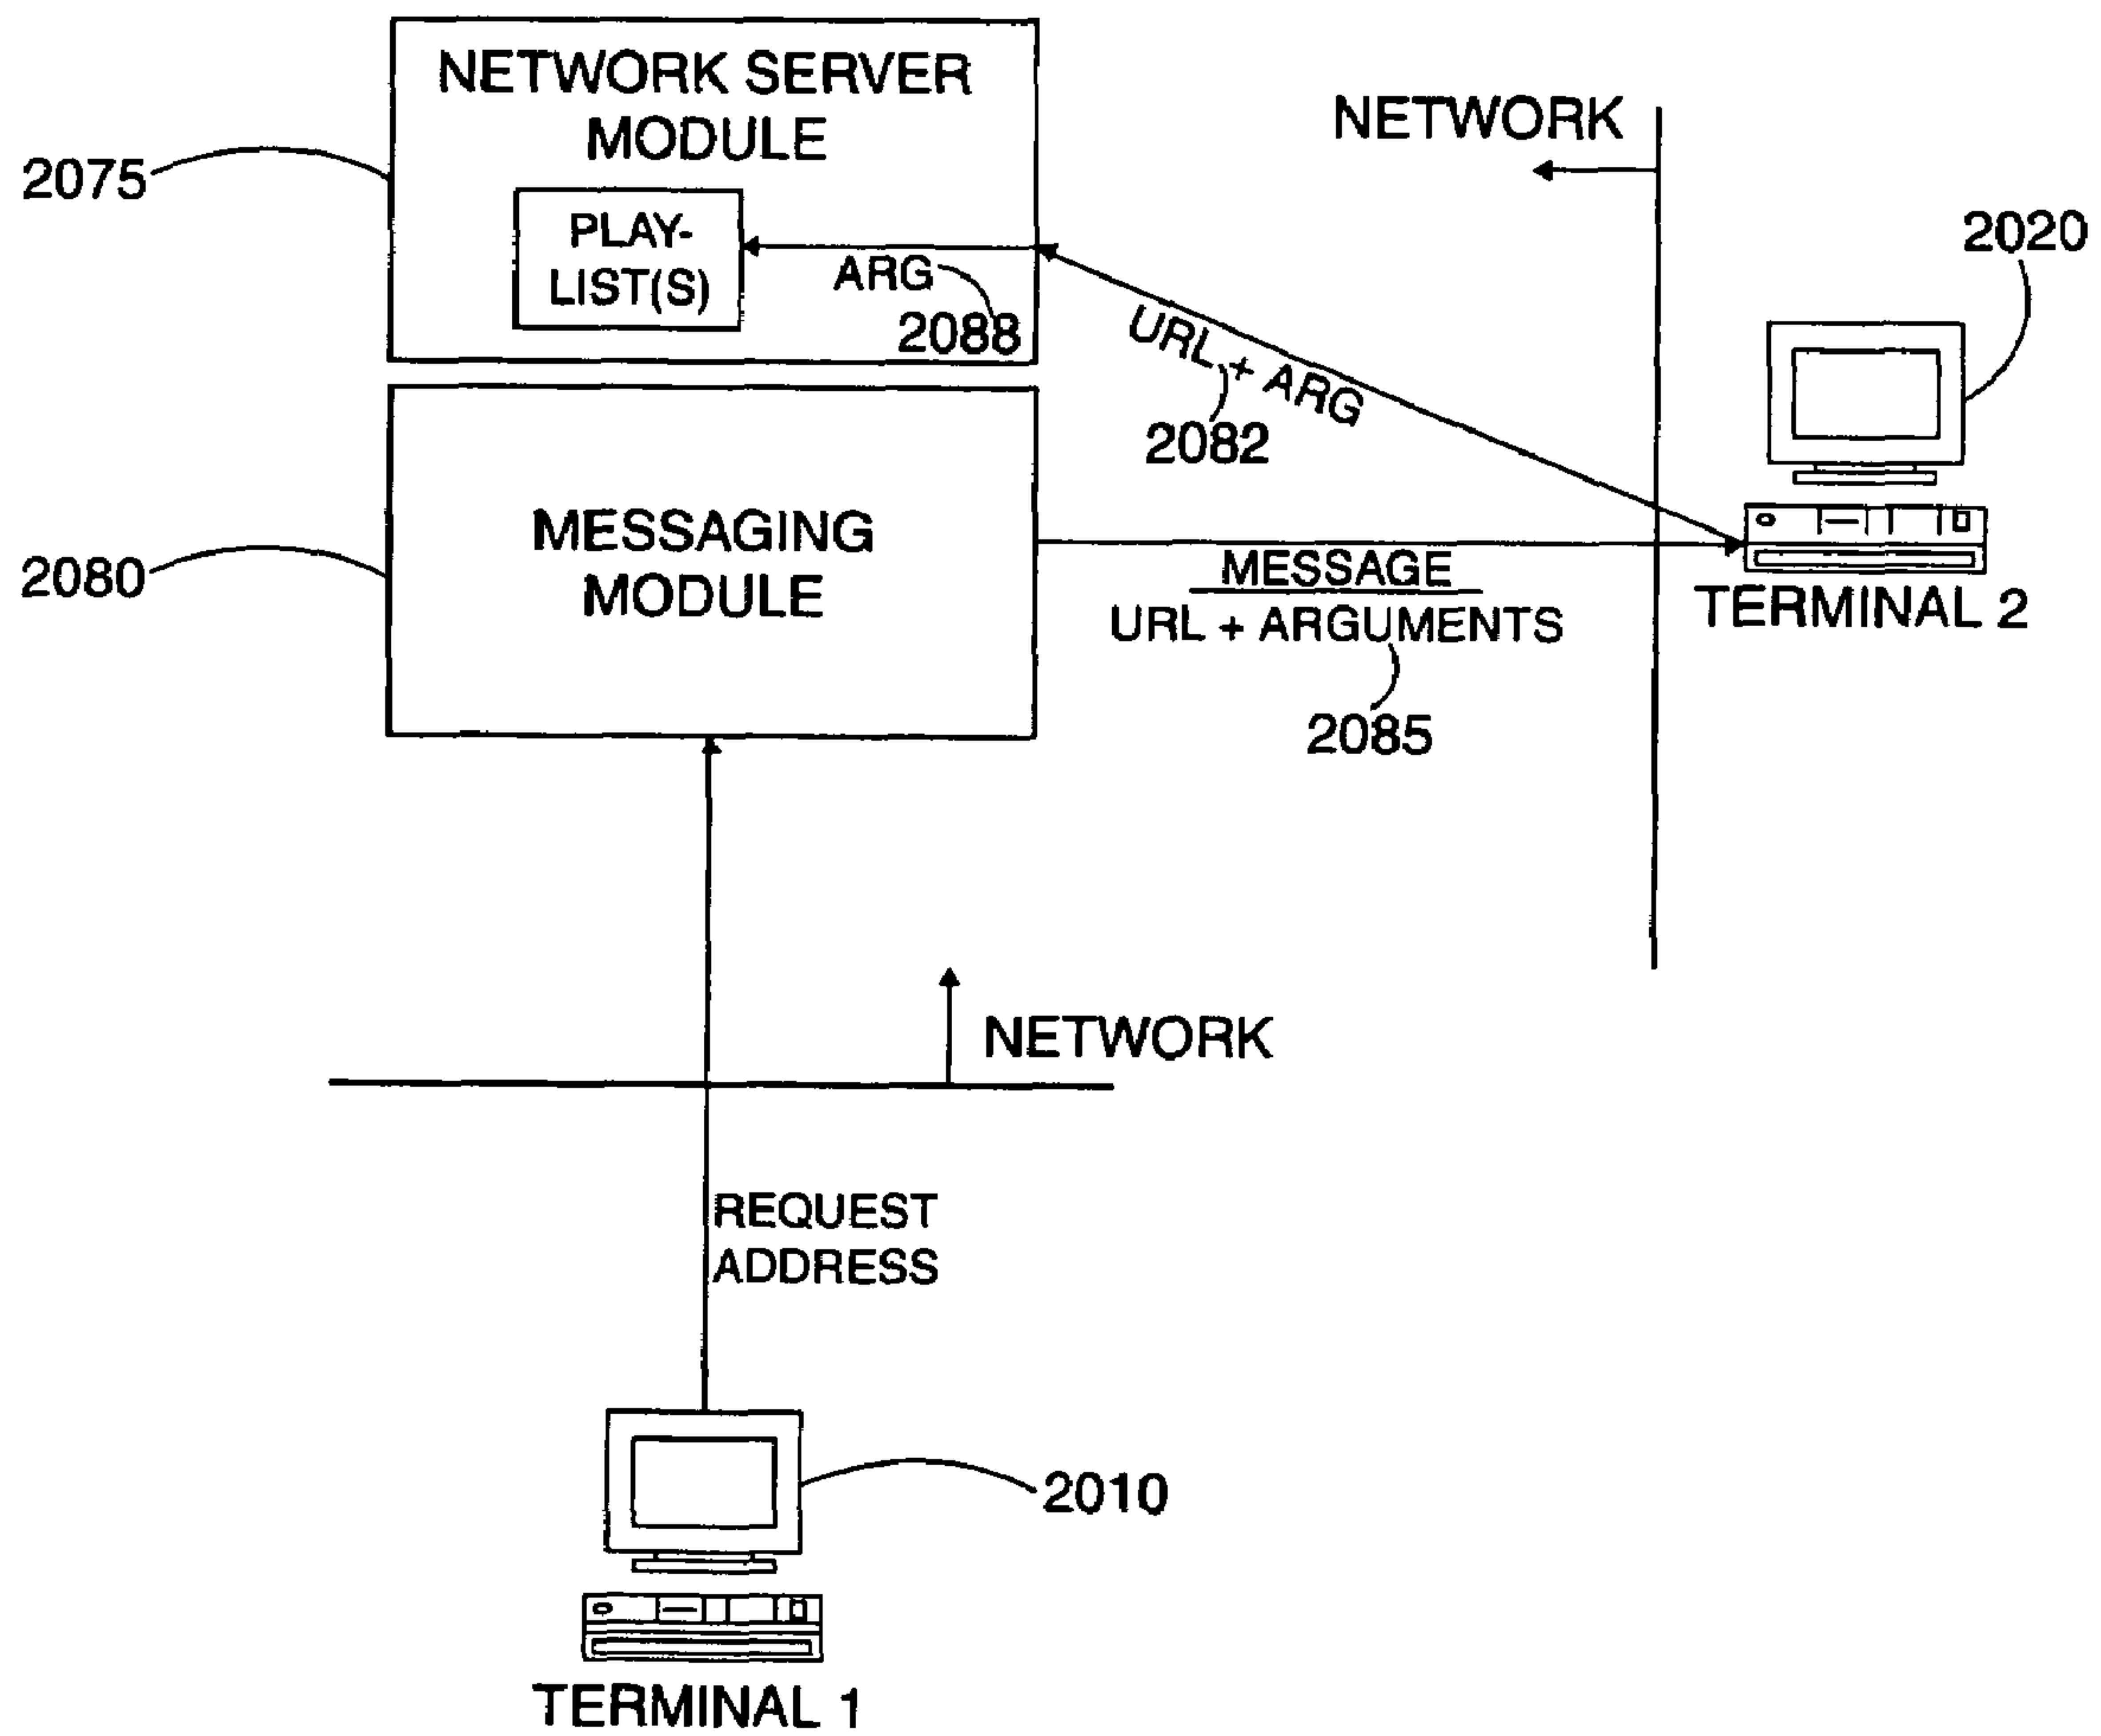 NETWORK SERVER
MODULE
2075
PLAY-
LIST(S)
ARG
2088
NETWORK
2020
URL + ARG
2082
MESSAGING
MODULE
2080
MESSAGE
URL + ARGUMENTS
2085
TERMINAL 2
NETWORK
REQUEST
ADDRESS
2010
TERMINAL 1